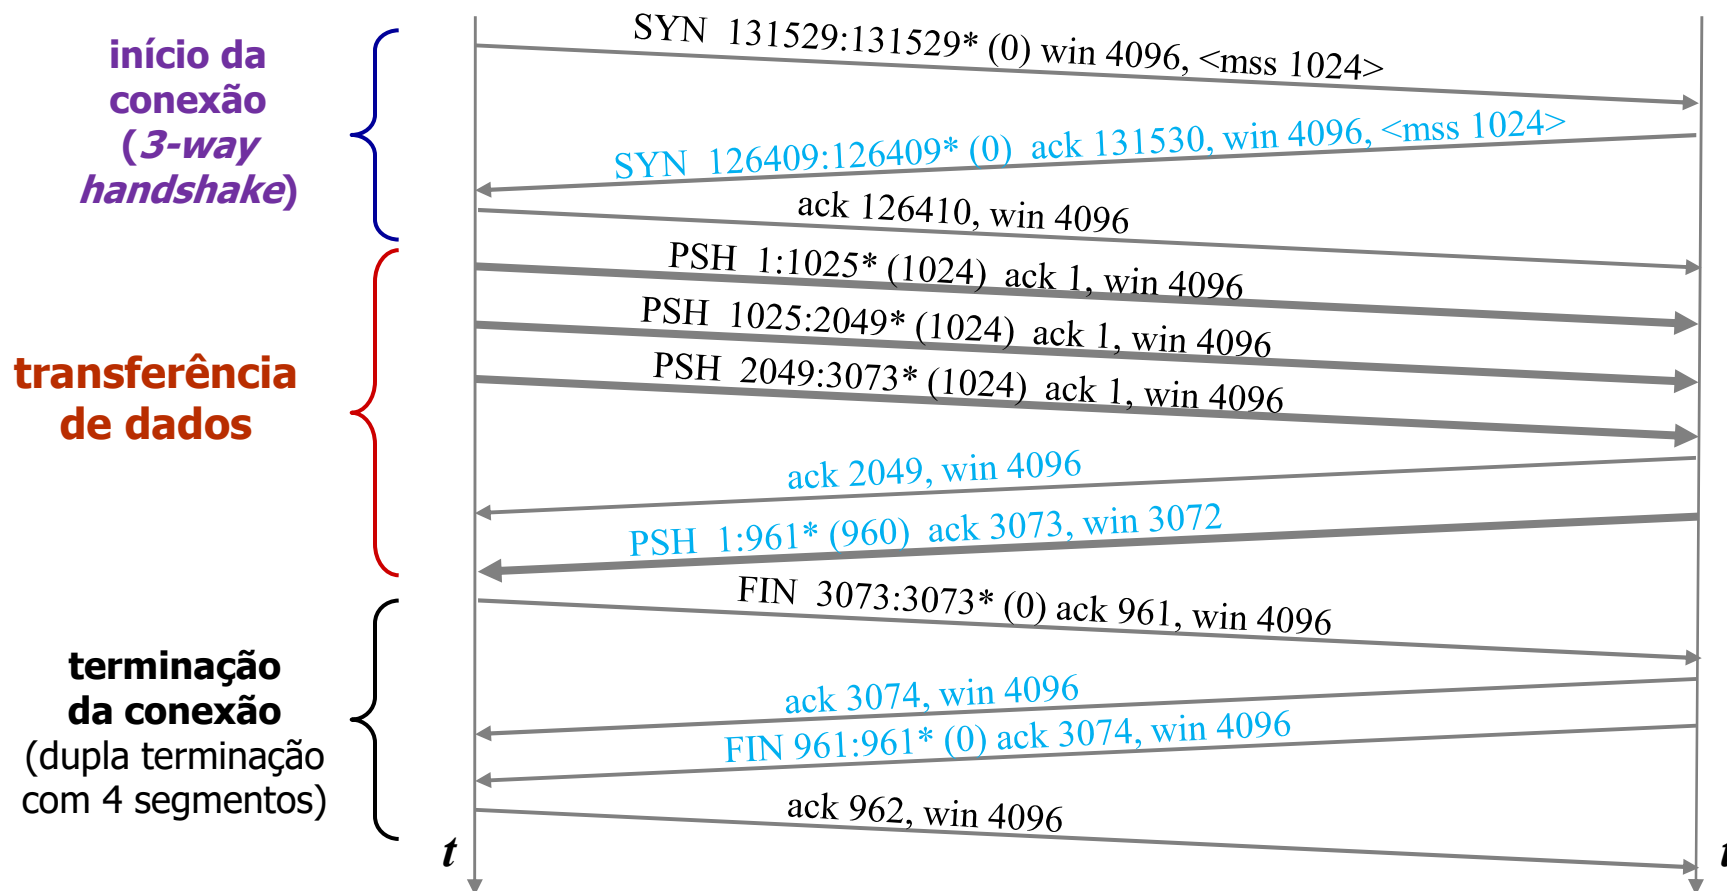 início da
conexão
(3-way
handshake)
SYN 131529:131529* (0) win 4096, <mss 1024>
SYN 126409:126409* (0) ack 131530, win 4096, <mss 1024>
ack 126410, win 4096
transferência
de dados
PSH 1:1025* (1024) ack 1, win 4096
PSH 1025:2049* (1024) ack 1, win 4096
PSH 2049:3073* (1024) ack 1, win 4096
ack 2049, win 4096
PSH 1:961* (960) ack 3073, win 3072
terminação
da conexão
(dupla terminação
com 4 segmentos)
FIN 3073:3073* (0) ack 961, win 4096
ack 3074, win 4096
FIN 961:961* (0) ack 3074, win 4096
ack 962, win 4096
t
t